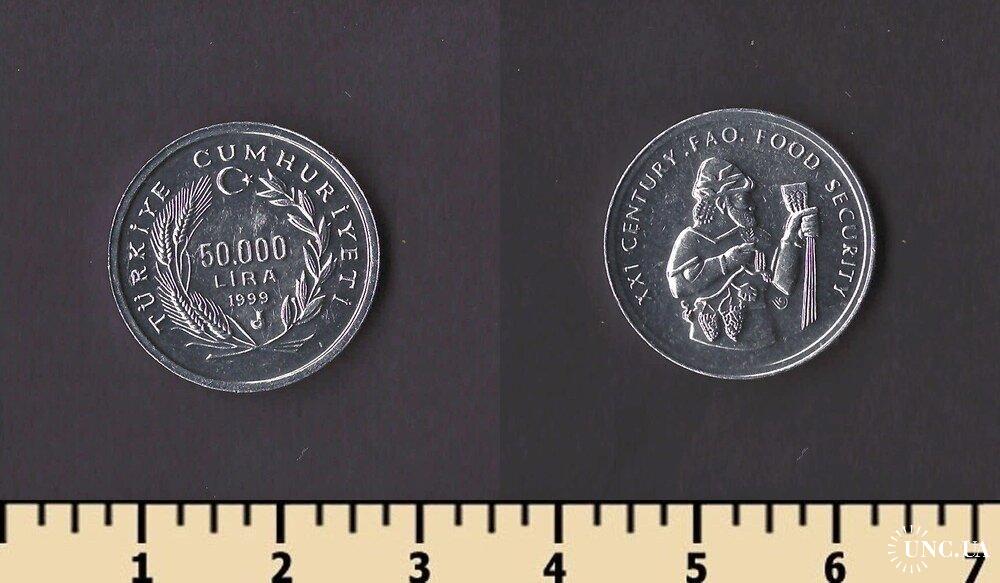 TÜRKİYE CUMHURİYETİ
50.000
LİRA
1999
XXI CENTURY.FAO. FOOD SECURITY
1 2 3 4 5 6 7
UNC.UA